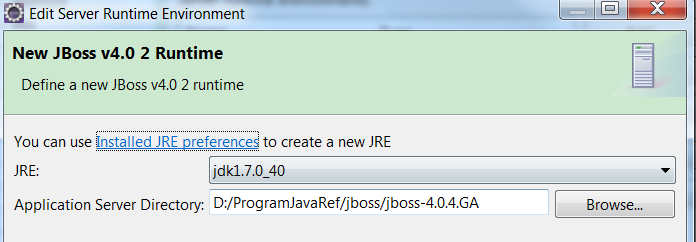 Edit Server Runtime Environment
New JBoss v4.0 2 Runtime
Define a new JBoss v4.0 2 runtime
You can use Installed JRE preferences to create a new JRE
JRE: jdk1.7.0_40
Application Server Directory: D:/ProgramJavaRef/jboss/jboss-4.0.4.GA Browse...